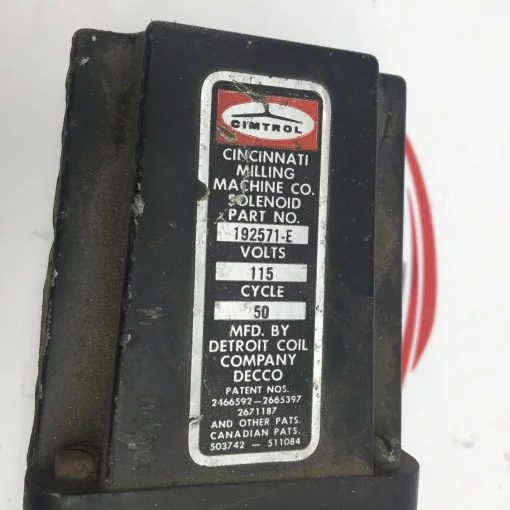 CIMTROL
CINCINNATI
MILLING
MACHINE CO.
SOLENOID
PART NO.
192571-E
VOLTS
115
CYCLE
50
MFD. BY
DETROIT COIL
COMPANY
DECCO
PATENT NOS.
2466592—2665397
2671187
AND OTHER PATS.
CANADIAN PATS.
503742 — 511084